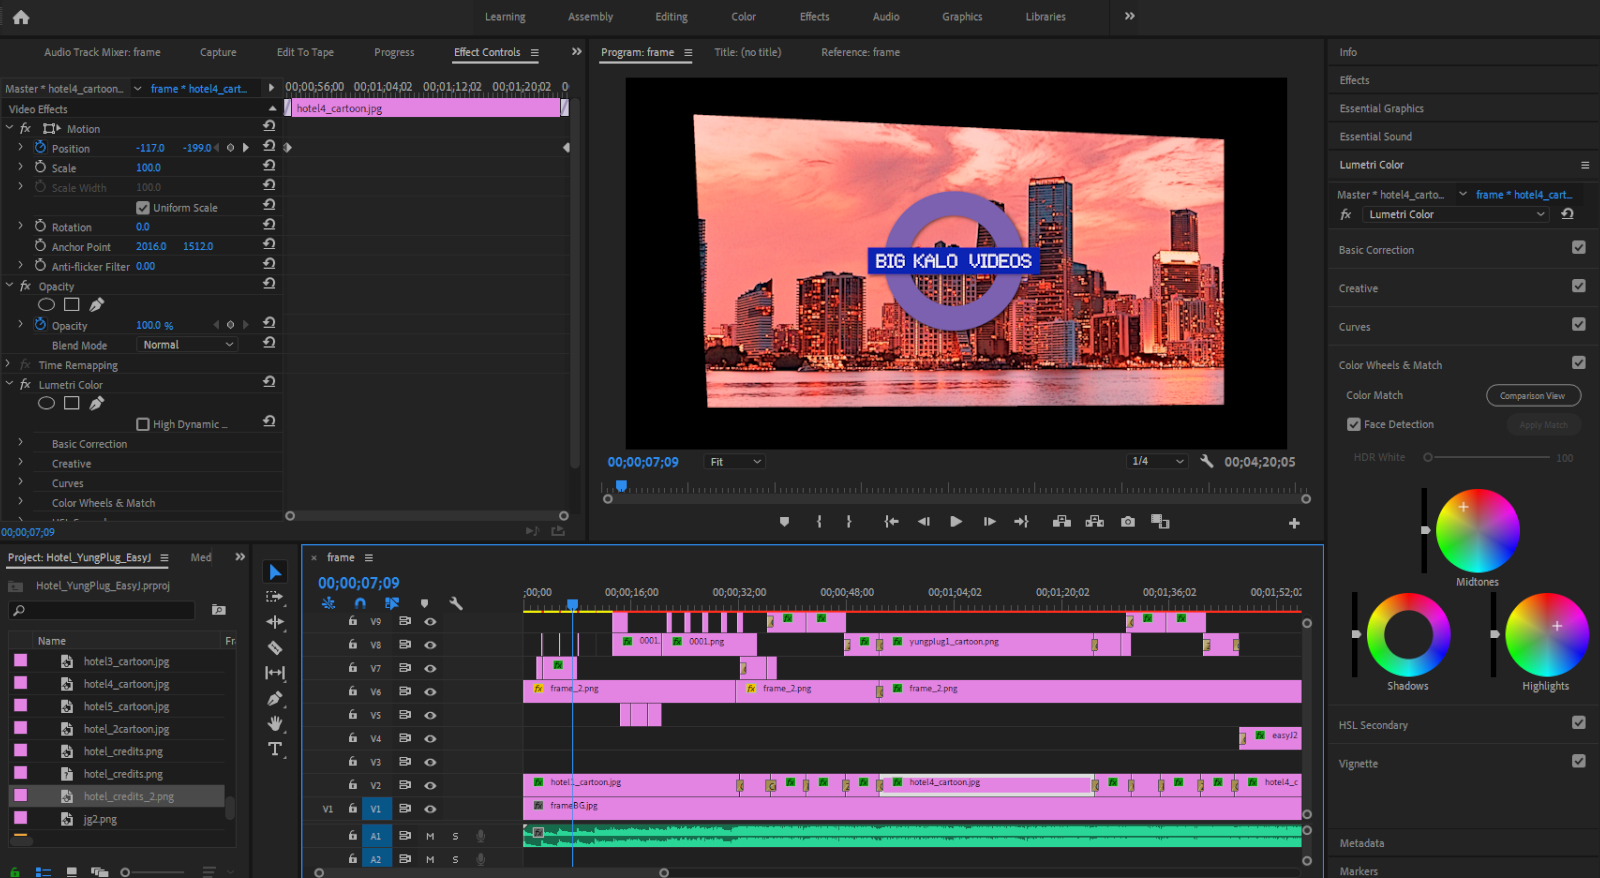 Learning Assembly Editing Color Effects Audio Graphics Libraries
Audio Track Mixer: frame Capture Edit To Tape Progress Effect Controls
Master * hotel4_cartoon... frame * hotel4_cart...
00;00;56;00 00;01;04;02 00;01;12;02 00;01;20;02
hotel4_cartoon.jpg
Video Effects
fx Motion
Position -117.0 -199.0
Scale 100.0
Scale Width 100.0
Uniform Scale
Rotation 0.0
Anchor Point 2016.0 1512.0
Anti-flicker Filter 0.00
fx Opacity
Opacity 100.0 %
Blend Mode Normal
fx Time Remapping
fx Lumetri Color
High Dynamic ...
Basic Correction
Creative
Curves
Color Wheels & Match
00;00;07;09
Program: frame Title: (no title) Reference: frame
BIG KALO VIDEOS
00;00;07;09 Fit 1/4 00;04;20;05
Info
Effects
Essential Graphics
Essential Sound
Lumetri Color
Master * hotel4_carto... frame * hotel4_cart...
fx Lumetri Color
Basic Correction
Creative
Curves
Color Wheels & Match
Color Match Comparison View
Face Detection Apply Match
HDR White 100
Midtones
Shadows
Highlights
HSL Secondary
Vignette
Metadata
Markers
Project: Hotel_YungPlug_EasyJ Med
Hotel_YungPlug_EasyJ.prproj
Name Fr
hotel3_cartoon.jpg
hotel4_cartoon.jpg
hotel5_cartoon.jpg
hotel_2cartoon.jpg
hotel_credits.png
hotel_credits.png
hotel_credits_2.png
jg2.png
frame
00;00;07;09
;00;00 00;00;16;00 00;00;32;00 00;00;48;00 00;01;04;02 00;01;20;02 00;01;36;02 00;01;52;02
V9
V8 0001. 0001.png yungplug1_cartoon.png
V7
V6 frame_2.png frame_2.png frame_2.png
V5
V4 easyJ2
V3
V2 hotel1_cartoon.jpg hotel4_cartoon.jpg hotel4_c
V1 V1 frameBG.jpg
A1 M S
A2 M S